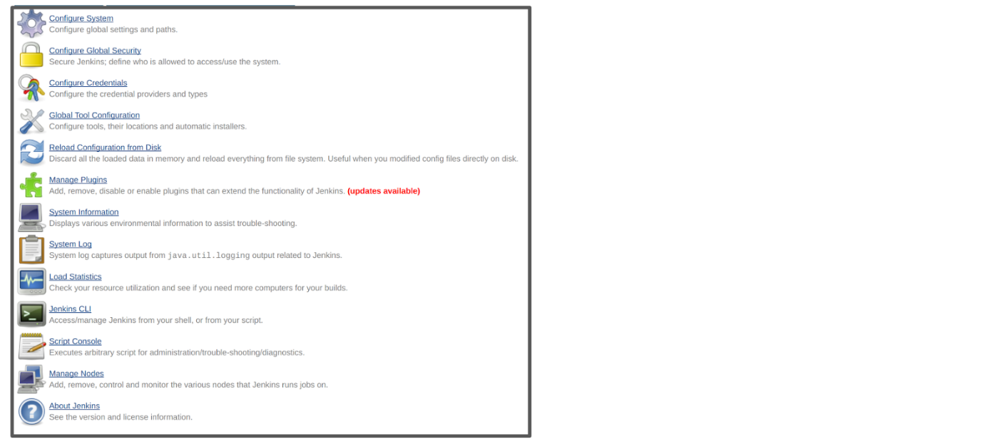 Configure System
Configure global settings and paths.
Configure Global Security
Secure Jenkins; define who is allowed to access/use the system.
Configure Credentials
Configure the credential providers and types
Global Tool Configuration
Configure tools, their locations and automatic installers.
Reload Configuration from Disk
Discard all the loaded data in memory and reload everything from file system. Useful when you modified config files directly on disk.
Manage Plugins
Add, remove, disable or enable plugins that can extend the functionality of Jenkins. (updates available)
System Information
Displays various environmental information to assist trouble-shooting.
System Log
System log captures output from java.util.logging output related to Jenkins.
Load Statistics
Check your resource utilization and see if you need more computers for your builds.
Jenkins CLI
Access/manage Jenkins from your shell, or from your script.
Script Console
Executes arbitrary script for administration/trouble-shooting/diagnostics.
Manage Nodes
Add, remove, control and monitor the various nodes that Jenkins runs jobs on.
About Jenkins
See the version and license information.